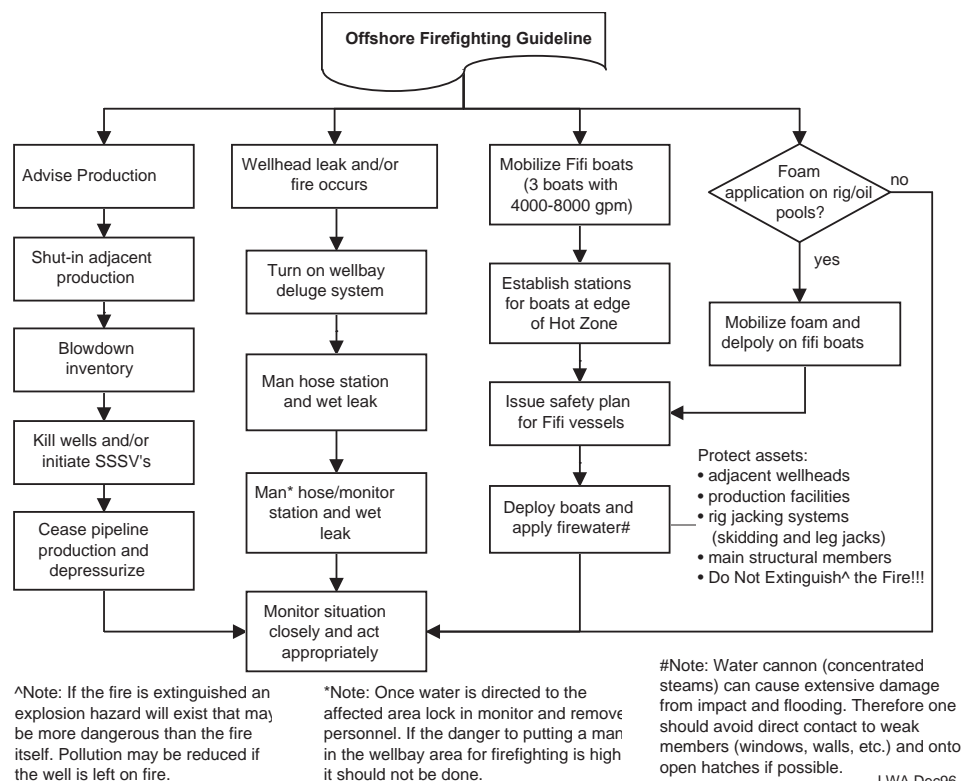 Offshore Firefighting Guideline
Advise Production
Shut-in adjacent
production
Blowdown
inventory
Kill wells and/or
initiate SSSV's
Cease pipeline
production and
depressurize
Wellhead leak and/or
fire occurs
Turn on wellbay
deluge system
Man hose station
and wet leak
Man* hose/monitor
station and wet
leak
Monitor situation
closely and act
appropriately
Mobilize Fifi boats
(3 boats with
4000-8000 gpm)
Establish stations
for boats at edge
of Hot Zone
Issue safety plan
for Fifi vessels
Deploy boats and
apply firewater#
Foam
application on rig/oil
pools?
no
yes
Mobilize foam and
delpoly on fifi boats
Protect assets:
• adjacent wellheads
• production facilities
• rig jacking systems
(skidding and leg jacks)
• main structural members
• Do Not Extinguish^ the Fire!!!
^Note: If the fire is extinguished an
explosion hazard will exist that may
be more dangerous than the fire
itself. Pollution may be reduced if
the well is left on fire.
*Note: Once water is directed to the
affected area lock in monitor and remove
personnel. If the danger to putting a man
in the wellbay area for firefighting is high
it should not be done.
#Note: Water cannon (concentrated
steams) can cause extensive damage
from impact and flooding. Therefore one
should avoid direct contact to weak
members (windows, walls, etc.) and onto
open hatches if possible.